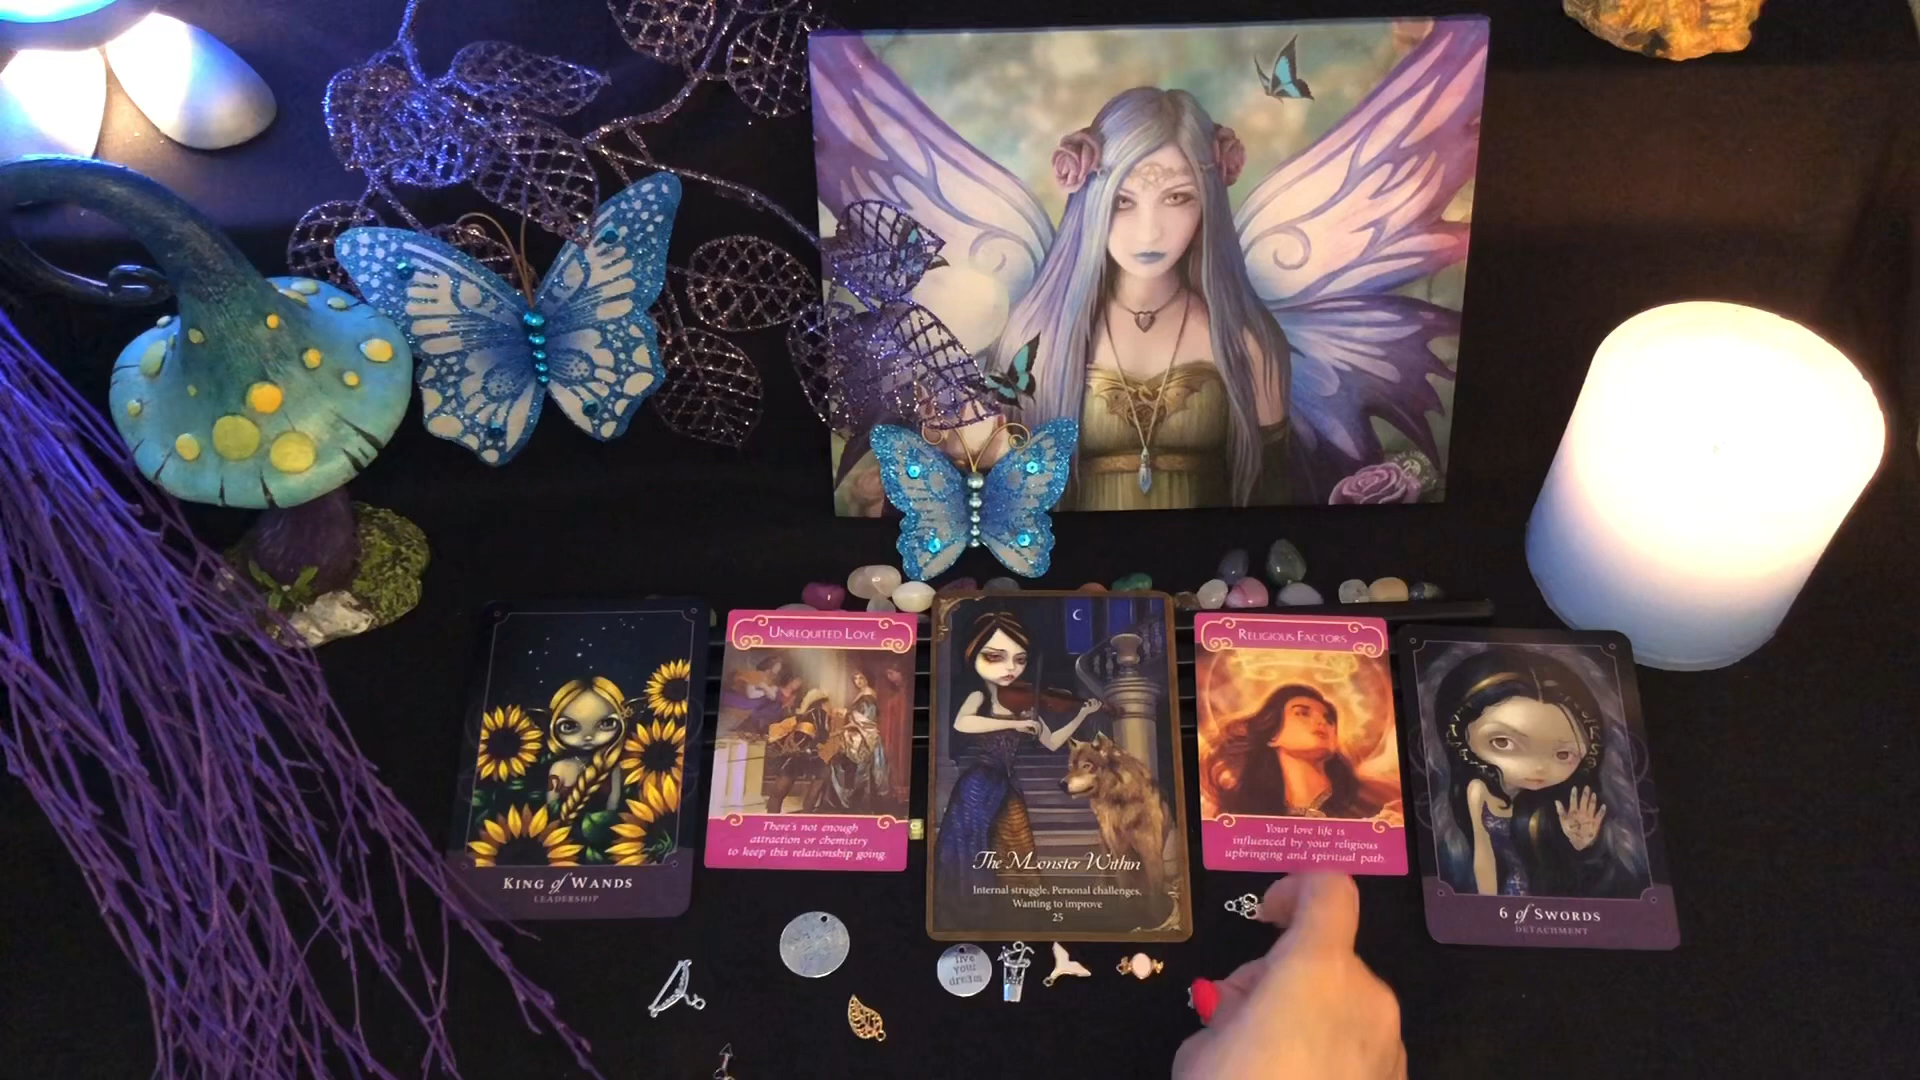 KING of WANDS
LEADERSHIP
UNREQUITED LOVE
There's not enough
attraction or chemistry
to keep this relationship going.
The Monster Within
Internal struggle, Personal challenges,
Wanting to improve
25
RELIGIOUS FACTORS
Your love life is
influenced by your religious
upbringing and spiritual path.
6 of SWORDS
DETACHMENT
live
your
dream